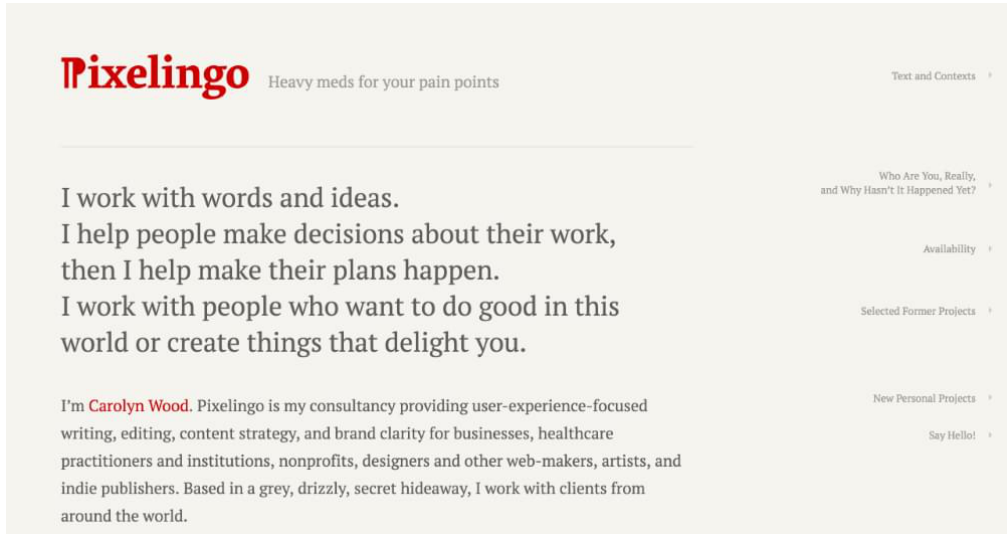 Pixelingo
Heavy meds for your pain points
I work with words and ideas.
I help people make decisions about their work,
then I help make their plans happen.
I work with people who want to do good in this
world or create things that delight you.
I'm Carolyn Wood. Pixelingo is my consultancy providing user-experience-focused
writing, editing, content strategy, and brand clarity for businesses, healthcare
practitioners and institutions, nonprofits, designers and other web-makers, artists, and
indie publishers. Based in a grey, drizzly, secret hideaway, I work with clients from
around the world.
Text and Contexts
Who Are You, Really,
and Why Hasn't It Happened Yet?
Availability
Selected Former Projects
New Personal Projects
Say Hello!